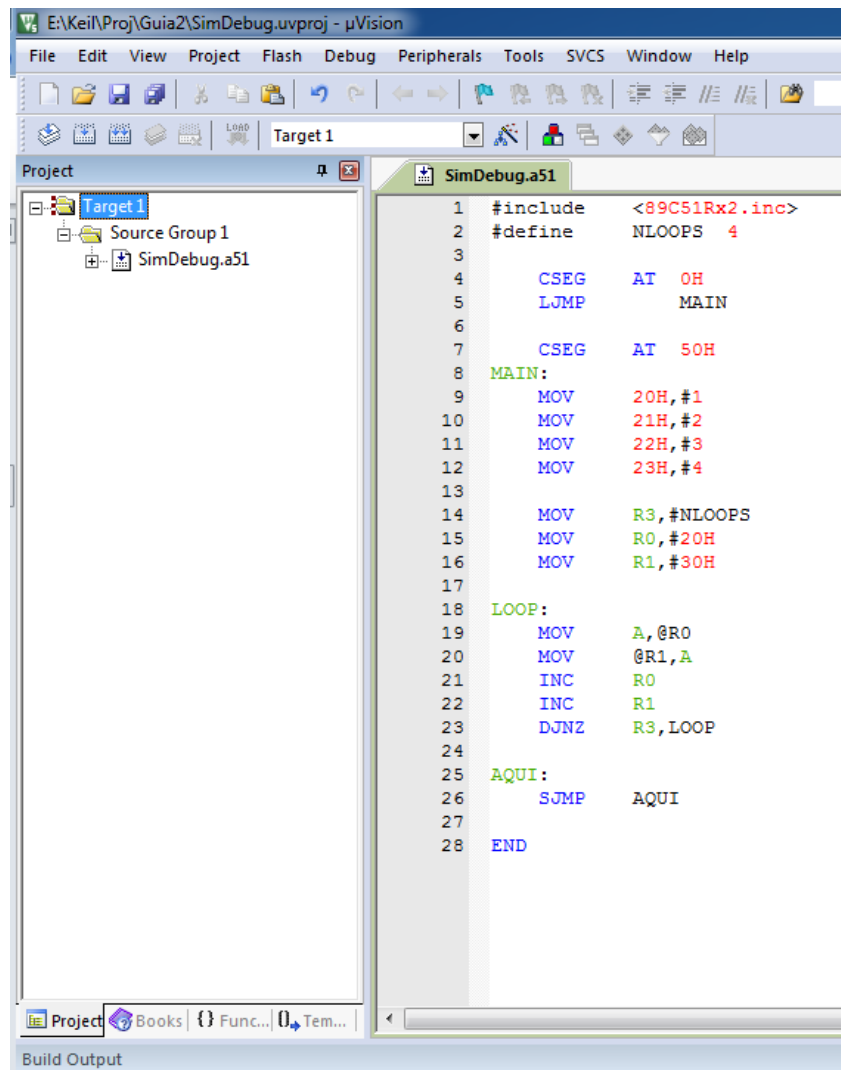 E:\Keil\Proj\Guia2\SimDebug.uvproj - µVision
File Edit View Project Flash Debug Peripherals Tools SVCS Window Help
LOAD Target 1
Project
Target 1
Source Group 1
SimDebug.a51
SimDebug.a51
1 #include <89C51Rx2.inc>
2 #define NLOOPS 4
3
4 CSEG AT 0H
5 LJMP MAIN
6
7 CSEG AT 50H
8 MAIN:
9 MOV 20H,#1
10 MOV 21H,#2
11 MOV 22H,#3
12 MOV 23H,#4
13
14 MOV R3,#NLOOPS
15 MOV R0,#20H
16 MOV R1,#30H
17
18 LOOP:
19 MOV A,@R0
20 MOV @R1,A
21 INC R0
22 INC R1
23 DJNZ R3,LOOP
24
25 AQUI:
26 SJMP AQUI
27
28 END
Project Books {} Func... 0 Tem...
Build Output